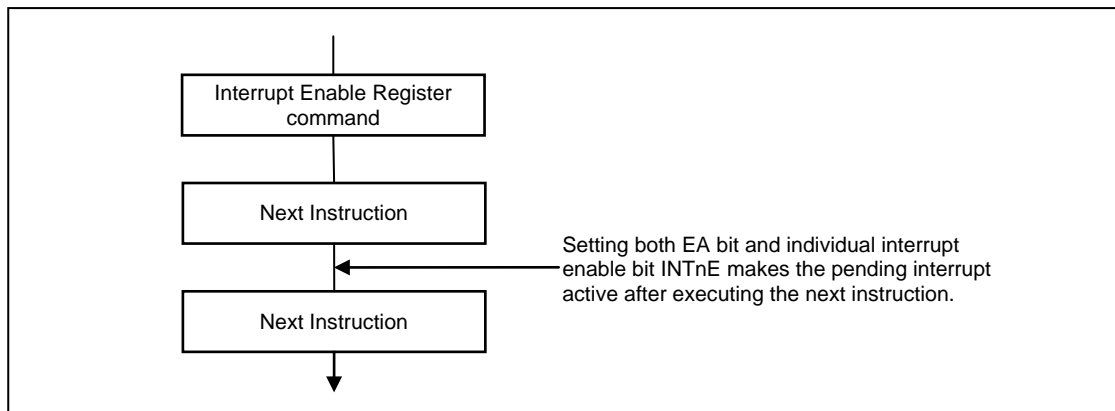 Interrupt Enable Register
command
Next Instruction
Setting both EA bit and individual interrupt
enable bit INTnE makes the pending interrupt
active after executing the next instruction.
Next Instruction